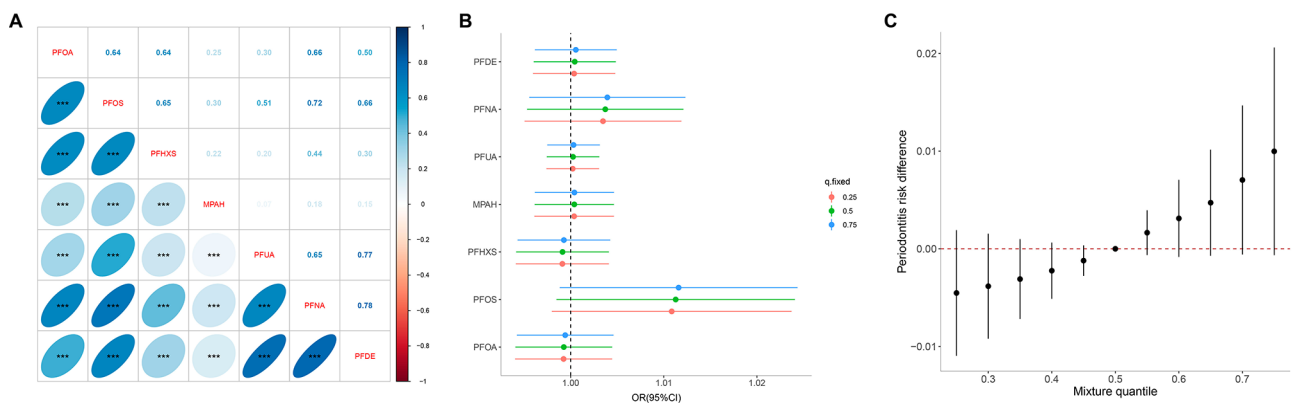 A
PFOA 0.64 0.64 0.25 0.30 0.66 0.50
*** PFOS 0.65 0.30 0.51 0.72 0.66
*** *** PFHXS 0.22 0.20 0.44 0.30
*** *** *** MPAH 0.07 0.18 0.19
*** *** *** *** PFUA 0.65 0.77
*** *** *** *** *** PFNA 0.78
*** *** *** *** *** *** PFDE
1
0.8
0.6
0.4
0.2
0
-0.2
-0.4
-0.6
-0.8
-1
B
PFDE
PFNA
PFUA
MPAH
PFHXS
PFOS
PFOA
1.00 1.01 1.02
OR(95%CI)
q.fixed
0.25
0.5
0.75
C
Periodontitis risk difference
0.02
0.01
0.00
−0.01
0.3 0.4 0.5 0.6 0.7
Mixture quantile